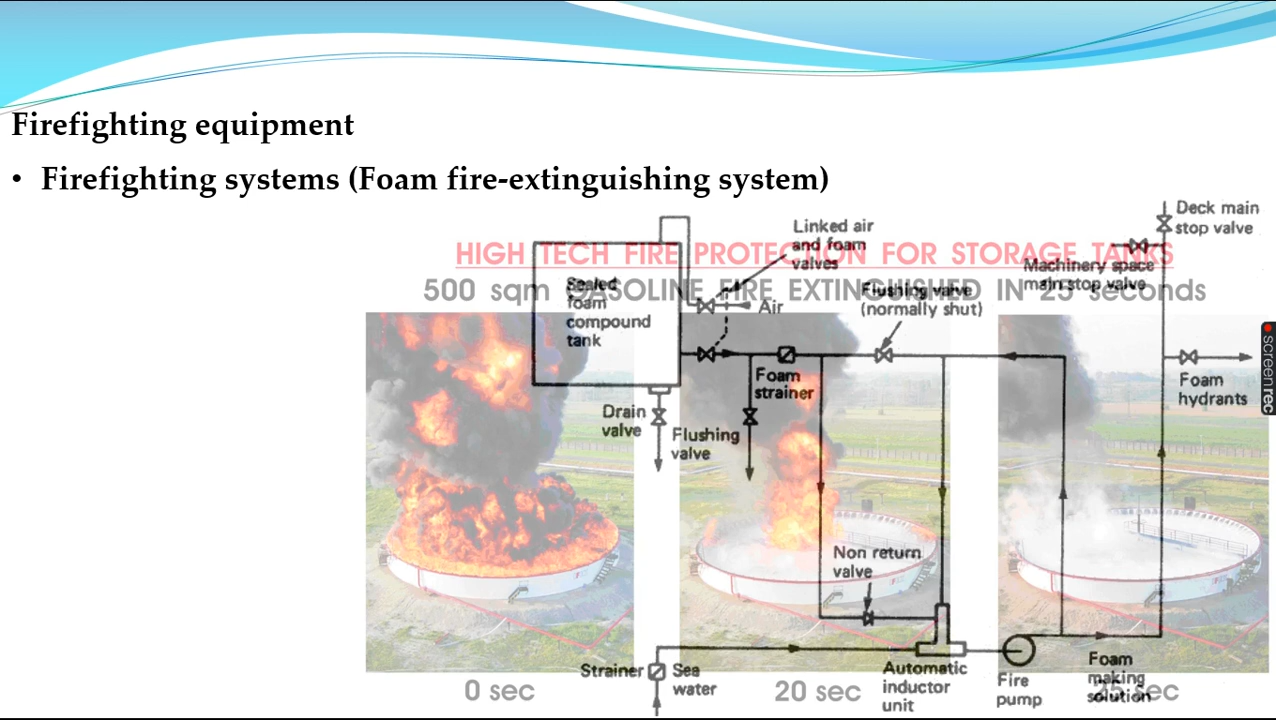 Firefighting equipment
• Firefighting systems (Foam fire-extinguishing system)
HIGH TECH FIRE PROTECTION FOR STORAGE TANKS
500 sqm GASOLINE FIRE EXTINGUISHED IN 25 seconds
Deck main
stop valve
Linked air
and foam
valves
Machinery space
main stop valve
Sealed
foam
compound
tank
Air
Flushing valve
(normally shut)
Foam
strainer
Foam
hydrants
Drain
valve
Flushing
valve
Non return
valve
Strainer
Sea
water
Automatic
inductor
unit
Fire
pump
Foam
making
solution
0 sec
20 sec
25 sec
screenrec